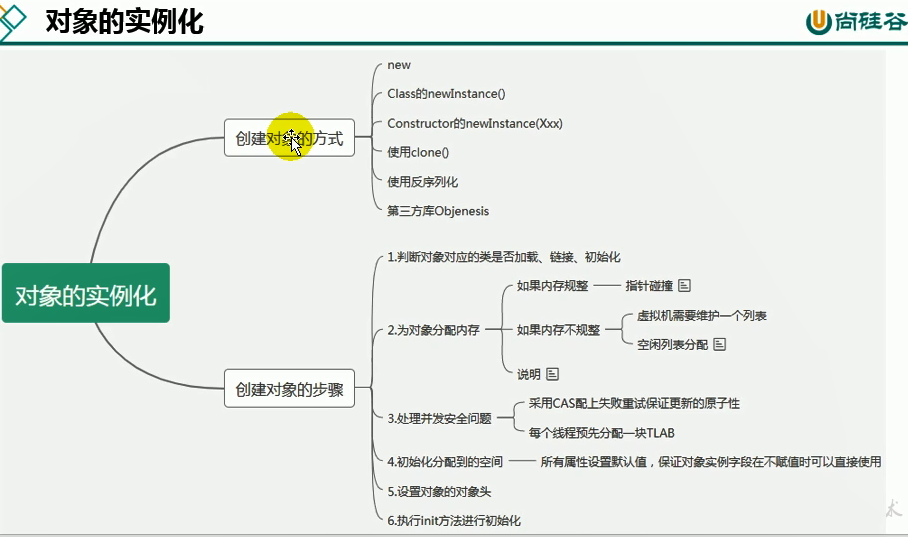 对象的实例化
尚硅谷
new
Class的newInstance()
创建对象的方式
Constructor的newInstance(Xxx)
使用clone()
使用反序列化
第三方库Objenesis
对象的实例化
创建对象的步骤
1.判断对象对应的类是否加载、链接、初始化
2.为对象分配内存
如果内存规整
指针碰撞
如果内存不规整
虚拟机需要维护一个列表
空闲列表分配
说明
3.处理并发安全问题
采用CAS配上失败重试保证更新的原子性
每个线程预先分配一块TLAB
4.初始化分配到的空间
所有属性设置默认值，保证对象实例字段在不赋值时可以直接使用
5.设置对象的对象头
6.执行init方法进行初始化
术